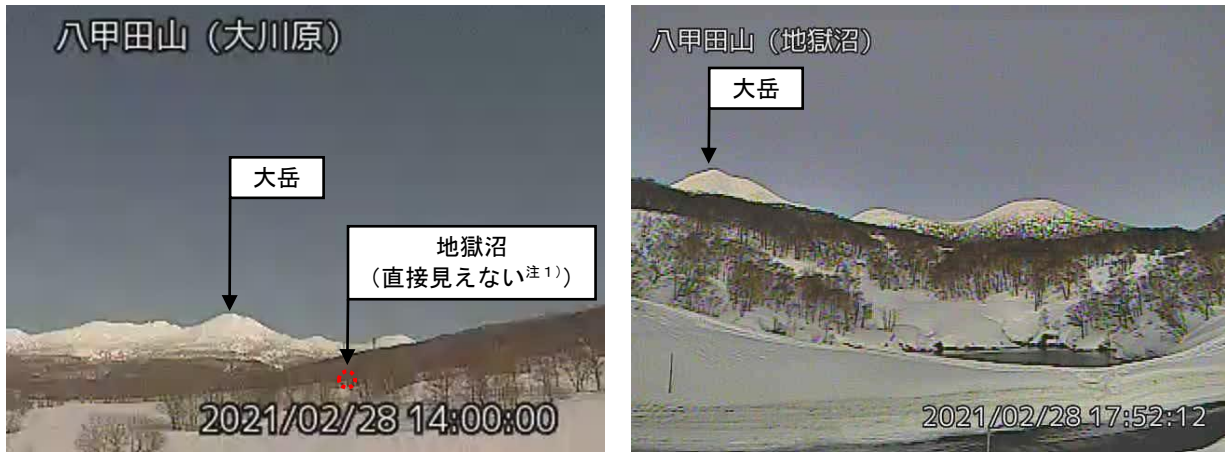 八甲田山（大川原）
大岳
地獄沼
（直接見えない注１））
2021/02/28 14:00:00
八甲田山（地獄沼）
大岳
2021/02/28 17:52:12